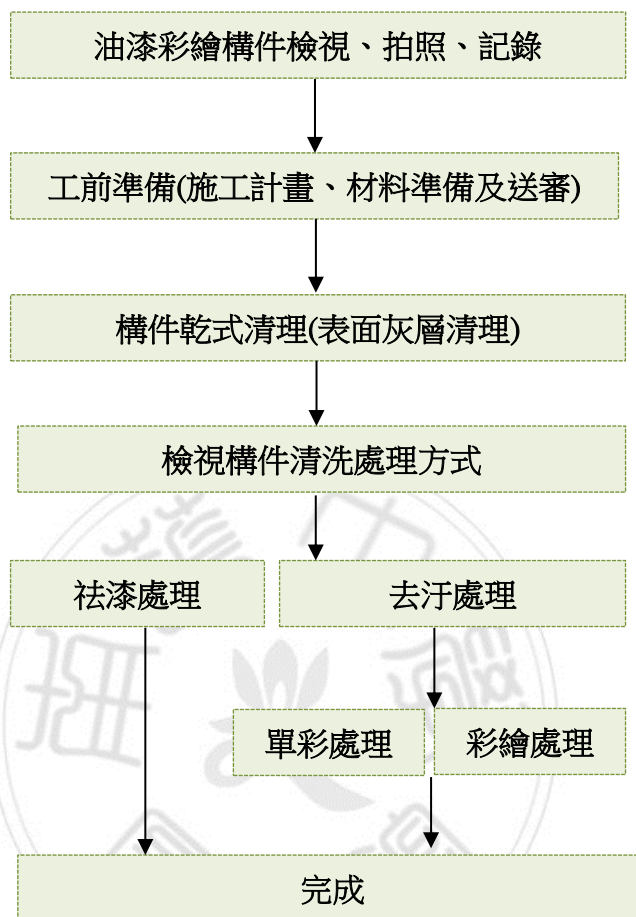 油漆彩繪構件檢視、拍照、記錄
工前準備(施工計畫、材料準備及送審)
構件乾式清理(表面灰層清理)
檢視構件清洗處理方式
祛漆處理
去汙處理
單彩處理
彩繪處理
完成